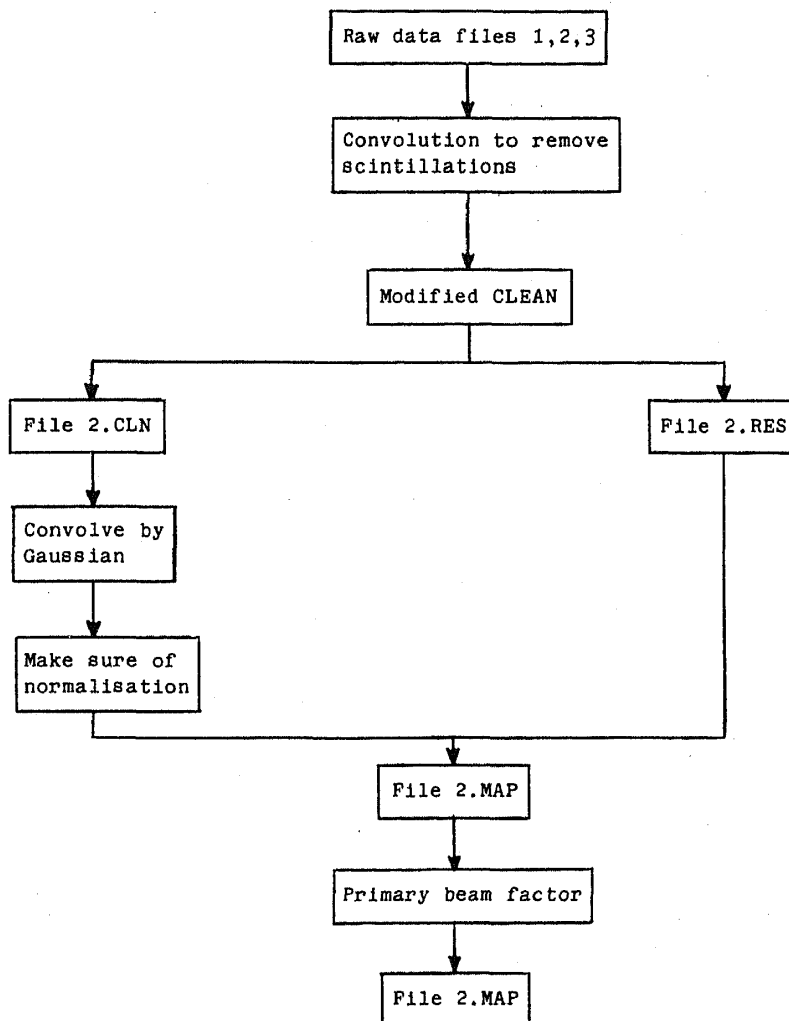 Raw data files 1,2,3
Convolution to remove
scintillations
Modified CLEAN
File 2.CLN
File 2.RES
Convolve by
Gaussian
Make sure of
normalisation
File 2.MAP
Primary beam factor
File 2.MAP